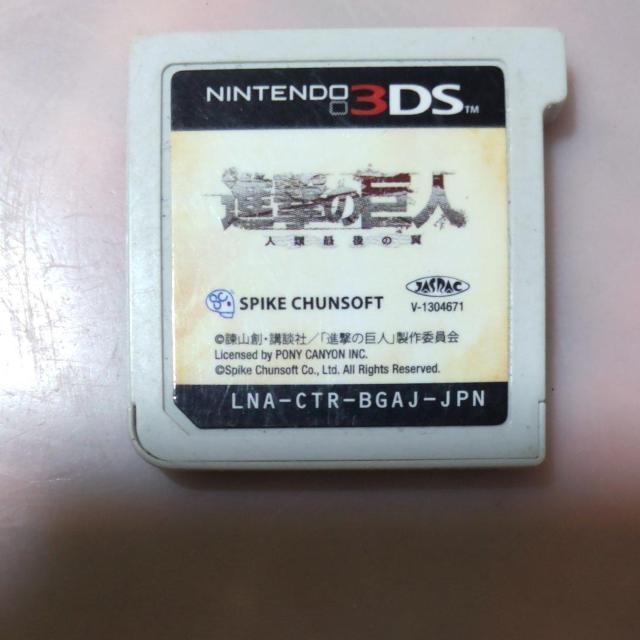 NINTENDO 3DS™
進撃の巨人
人類最後の翼
SPIKE CHUNSOFT
JASRAC
V-1304671
©諫山創・講談社／「進撃の巨人」製作委員会
Licensed by PONY CANYON INC.
©Spike Chunsoft Co., Ltd. All Rights Reserved.
LNA-CTR-BGAJ-JPN